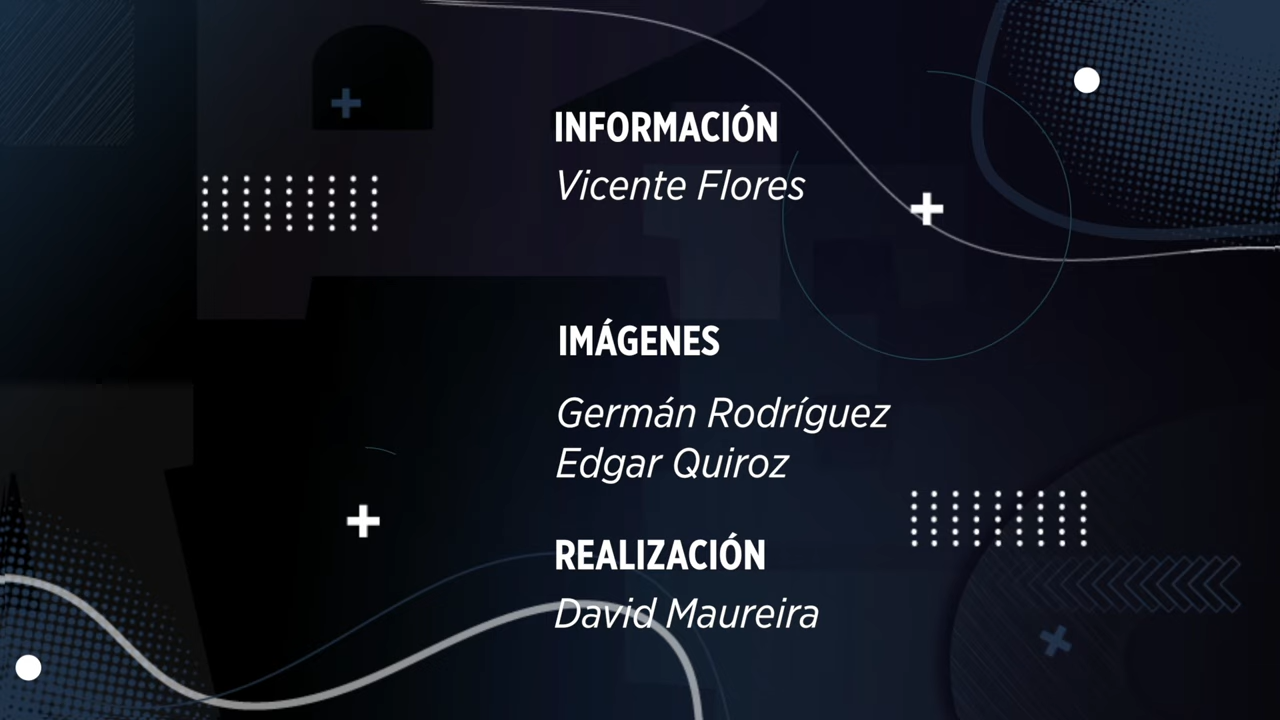 INFORMACIÓN
Vicente Flores
IMÁGENES
Germán Rodríguez
Edgar Quiroz
REALIZACIÓN
David Maureira